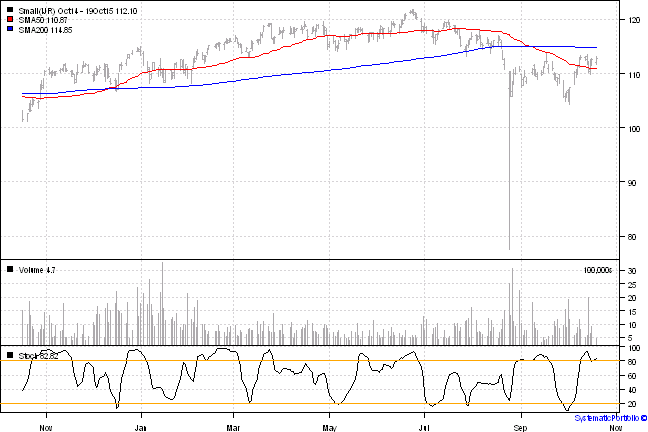 Small(IJR) Oct14 - 19Oct15 112.10
SMA50 110.87
SMA200 114.85
120
110
100
90
80
Volume 4.7
100,000s
30
25
20
15
10
5
Stoch 82.82
100
80
60
40
20
Nov Jan Mar May Jul Sep Nov
SystematicPortfolio ©